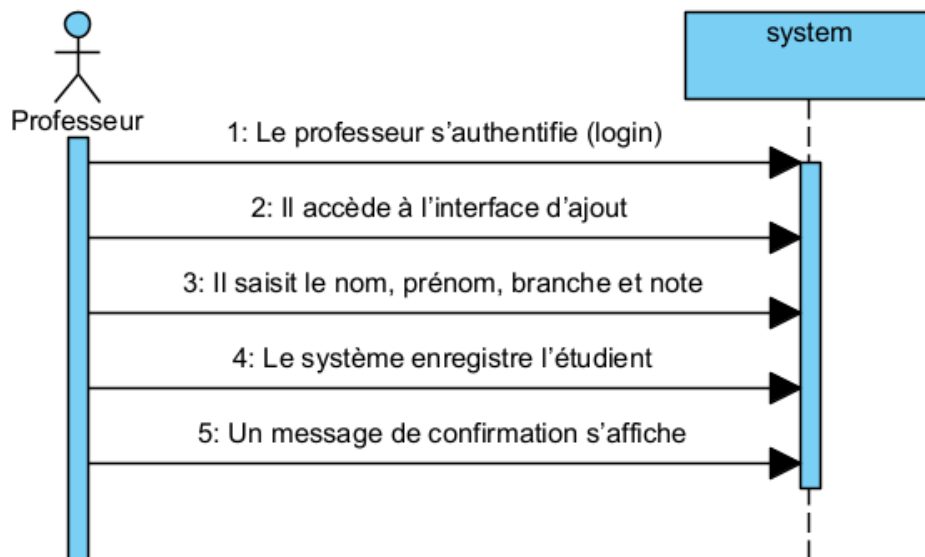 system
Professeur
1: Le professeur s’authentifie (login)
2: Il accède à l’interface d’ajout
3: Il saisit le nom, prénom, branche et note
4: Le système enregistre l’étudient
5: Un message de confirmation s’affiche